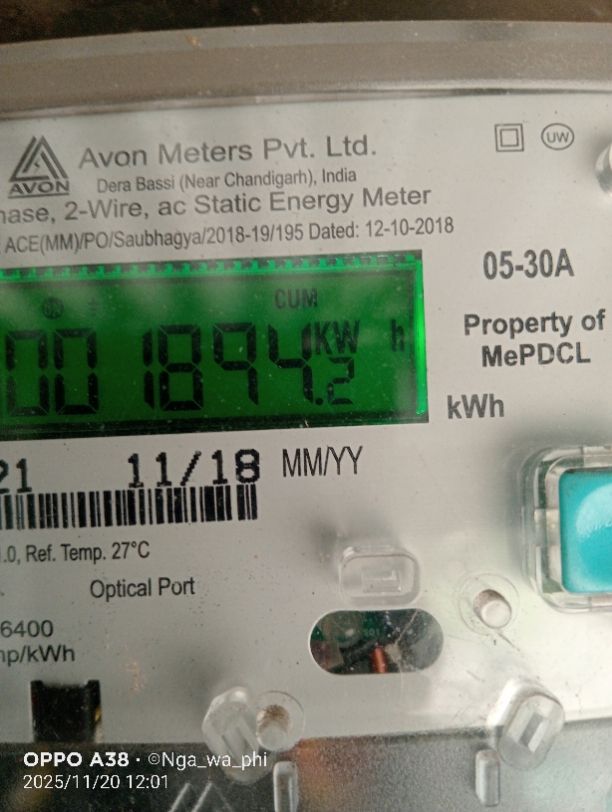 AVON
Avon Meters Pvt. Ltd.
Dera Bassi (Near Chandigarh), India
hase, 2-Wire, ac Static Energy Meter
ACE(MM)/PO/Saubhagya/2018-19/195 Dated: 12-10-2018
UW
05-30A
CUM
001894.2 KW h
Property of
MePDCL
kWh
21 11/18 MM/YY
1.0, Ref. Temp. 27°C
Optical Port
6400
mp/kWh
OPPO A38 · ©Nga_wa_phi
2025/11/20 12:01